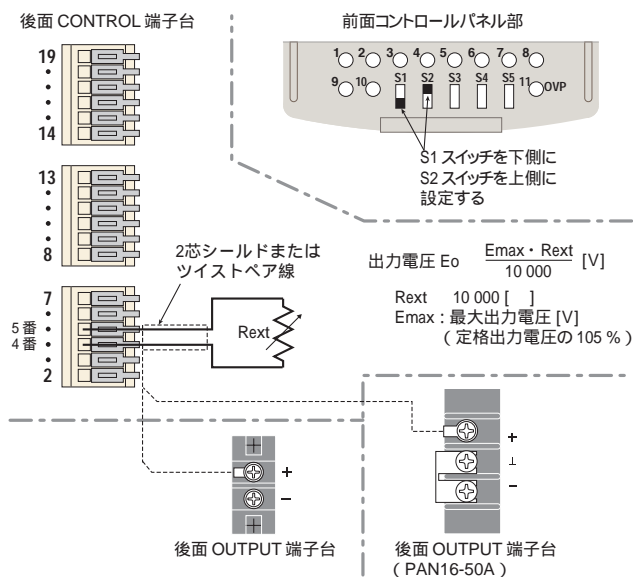 後面 CONTROL 端子台
19
14
13
8
7
5番
4番
2
2芯シールドまたは
ツイストペア線
Rext
前面コントロールパネル部
1 2 3 4 5 6 7 8
9 10 S1 S2 S3 S4 S5 11 OVP
S1 スイッチを下側に
S2 スイッチを上側に
設定する
出力電圧 Eo Emax・Rext [V]
10 000
Rext 10 000 [ ]
Emax : 最大出力電圧 [V]
( 定格出力電圧の 105 % )
+
−
後面 OUTPUT 端子台
+
⊥
−
後面 OUTPUT 端子台
( PAN16-50A )